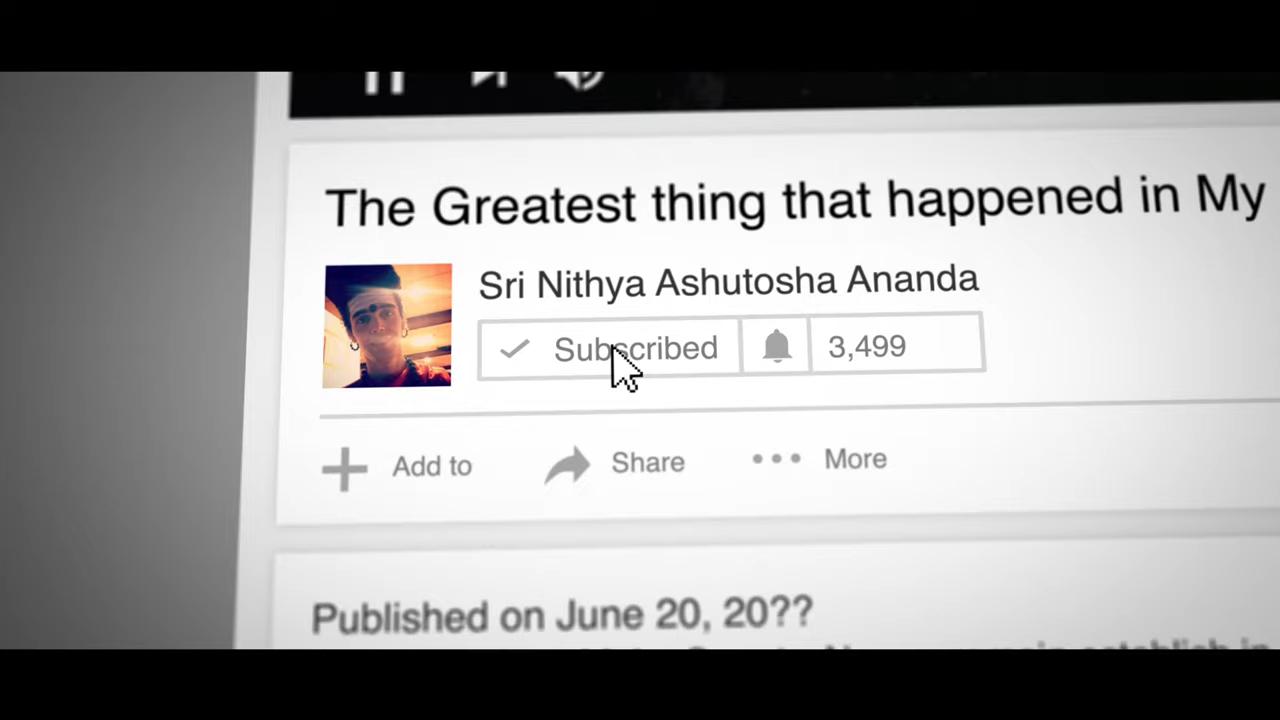 The Greatest thing that happened in My
Sri Nithya Ashutosha Ananda
Subscribed 3,499
Add to Share More
Published on June 20, 20??